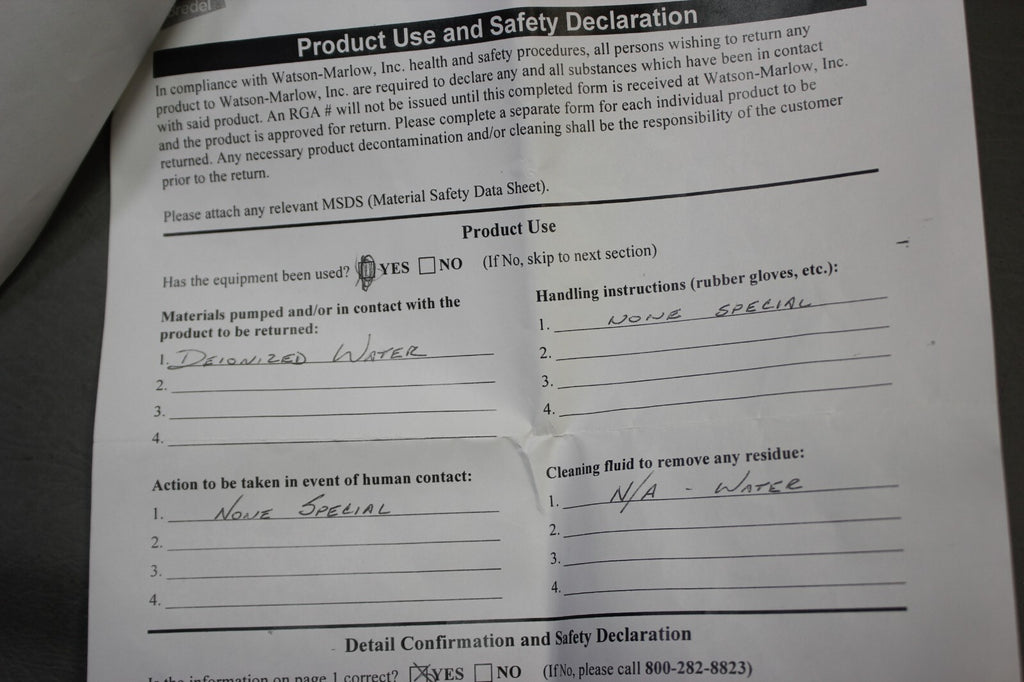 Product Use and Safety Declaration
In compliance with Watson-Marlow, Inc. health and safety procedures, all persons wishing to return any
product to Watson-Marlow, Inc. are required to declare any and all substances which have been in contact
with said product. An RGA # will not be issued until this completed form is received at Watson-Marlow, Inc.
and the product is approved for return. Please complete a separate form for each individual product to be
returned. Any necessary product decontamination and/or cleaning shall be the responsibility of the customer
prior to the return.
Please attach any relevant MSDS (Material Safety Data Sheet).
Product Use
Has the equipment been used? YES NO (If No, skip to next section)
Materials pumped and/or in contact with the
product to be returned:
1. DEIONIZED WATER
2.
3.
4.
Handling instructions (rubber gloves, etc.):
1. NONE SPECIAL
2.
3.
4.
Action to be taken in event of human contact:
1. NONE SPECIAL
2.
3.
4.
Cleaning fluid to remove any residue:
1. N/A - WATER
2.
3.
4.
Detail Confirmation and Safety Declaration
Is the information on page 1 correct? YES NO (If No, please call 800-282-8823)